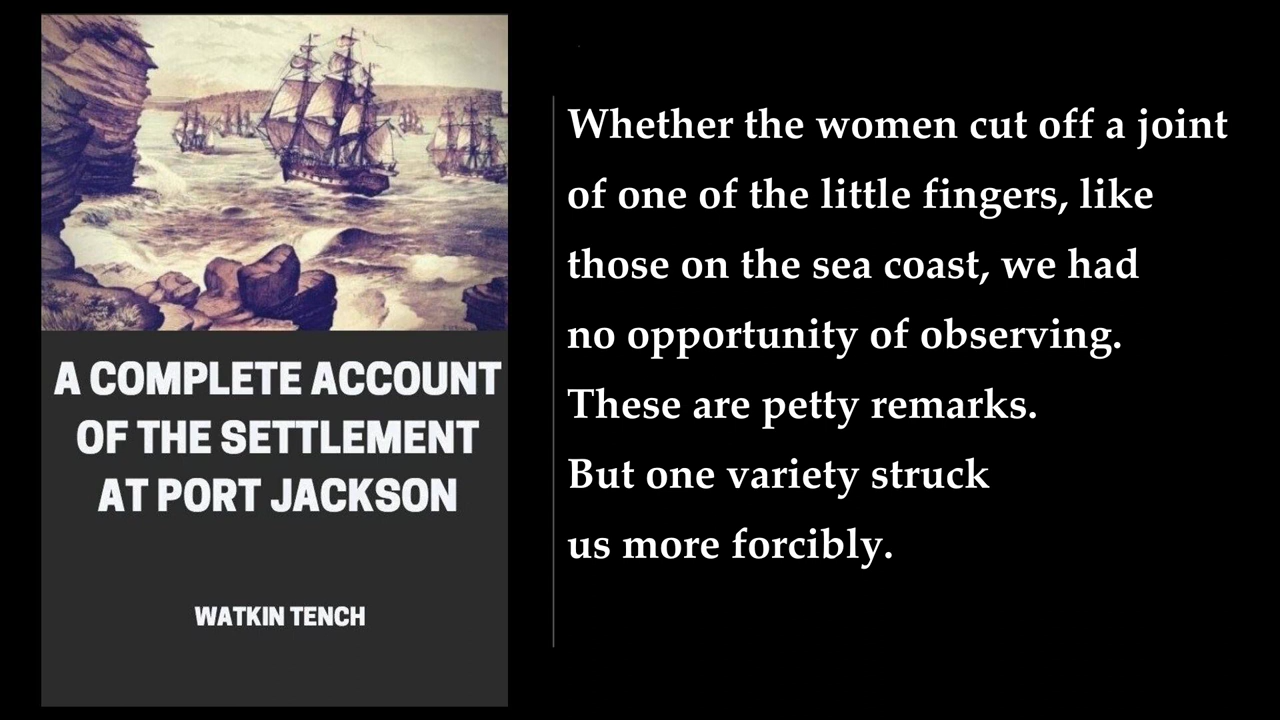 A COMPLETE ACCOUNT
OF THE SETTLEMENT
AT PORT JACKSON
WATKIN TENCH
Whether the women cut off a joint
of one of the little fingers, like
those on the sea coast, we had
no opportunity of observing.
These are petty remarks.
But one variety struck
us more forcibly.